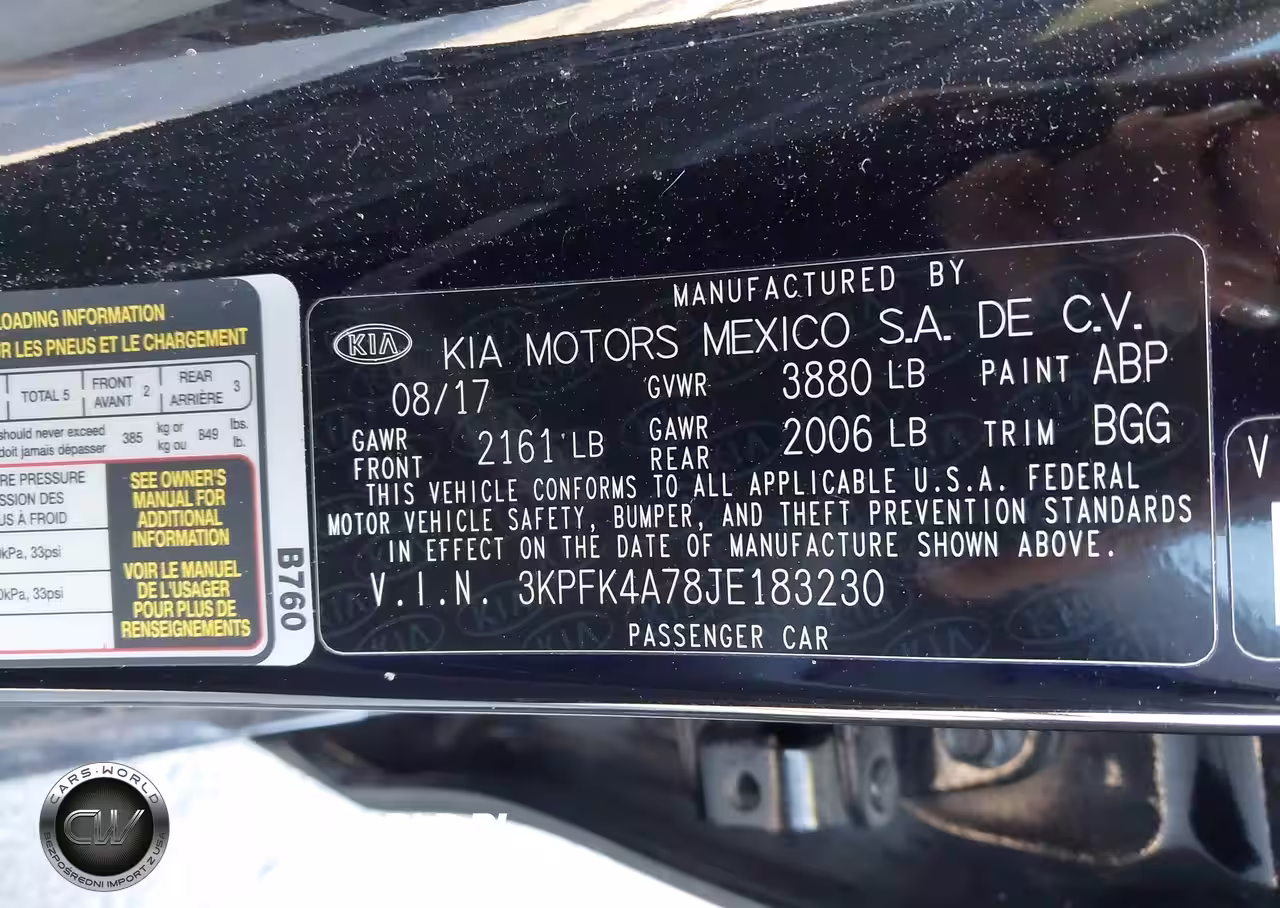 LOADING INFORMATION
R LES PNEUS ET LE CHARGEMENT
TOTAL 5
FRONT
AVANT 2
REAR
ARRIÈRE 3
should never exceed
doit jamais dépasser
385
kg or
kg ou
849
lbs.
lb.
RE PRESSURE
SSION DES
US À FROID
kPa, 33psi
kPa, 33psi
SEE OWNER'S
MANUAL FOR
ADDITIONAL
INFORMATION
VOIR LE MANUEL
DE L'USAGER
POUR PLUS DE
RENSEIGNEMENTS
B760
MANUFACTURED BY
KIA
KIA MOTORS MEXICO S.A. DE C.V.
08/17 GVWR 3880 LB PAINT ABP
GAWR
FRONT 2161 LB
GAWR
REAR 2006 LB TRIM BGG
THIS VEHICLE CONFORMS TO ALL APPLICABLE U.S.A. FEDERAL
MOTOR VEHICLE SAFETY, BUMPER, AND THEFT PREVENTION STANDARDS
IN EFFECT ON THE DATE OF MANUFACTURE SHOWN ABOVE.
V.I.N. 3KPFK4A78JE183230
PASSENGER CAR
V
CARS-WORLD
CW
BEZPOŚREDNI IMPORT Z USA